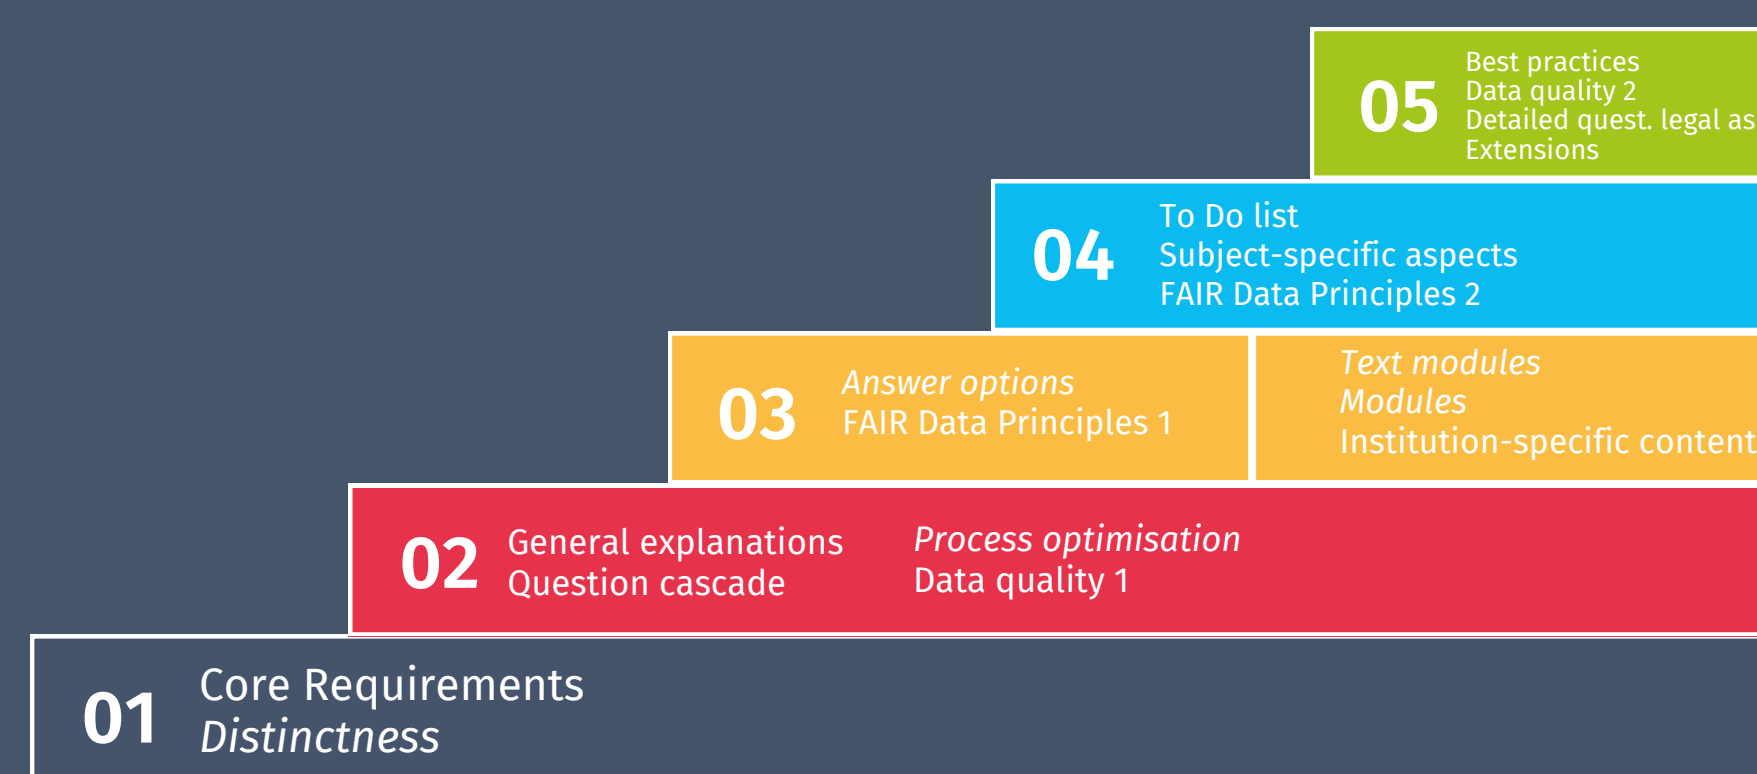 05
Best practices
Data quality 2
Detailed quest. legal as
Extensions
04
To Do list
Subject-specific aspects
FAIR Data Principles 2
03
Answer options
FAIR Data Principles 1
Text modules
Modules
Institution-specific content
02
General explanations
Question cascade
Process optimisation
Data quality 1
01
Core Requirements
Distinctness